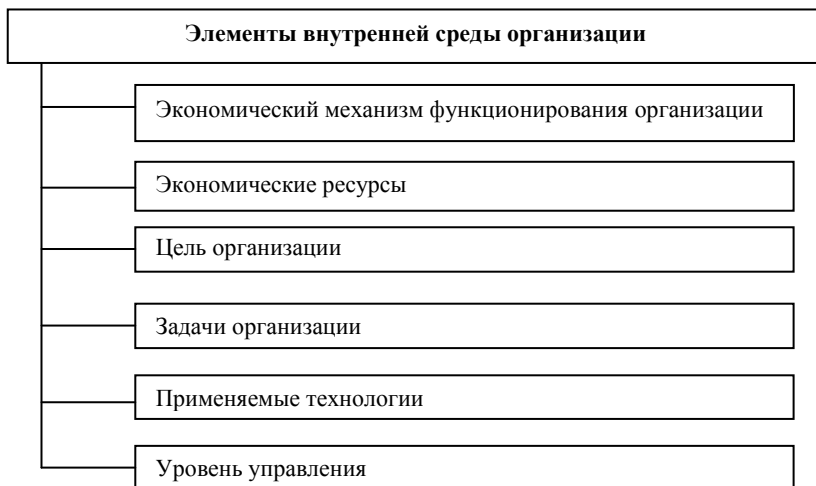 Элементы внутренней среды организации
Экономический механизм функционирования организации
Экономические ресурсы
Цель организации
Задачи организации
Применяемые технологии
Уровень управления